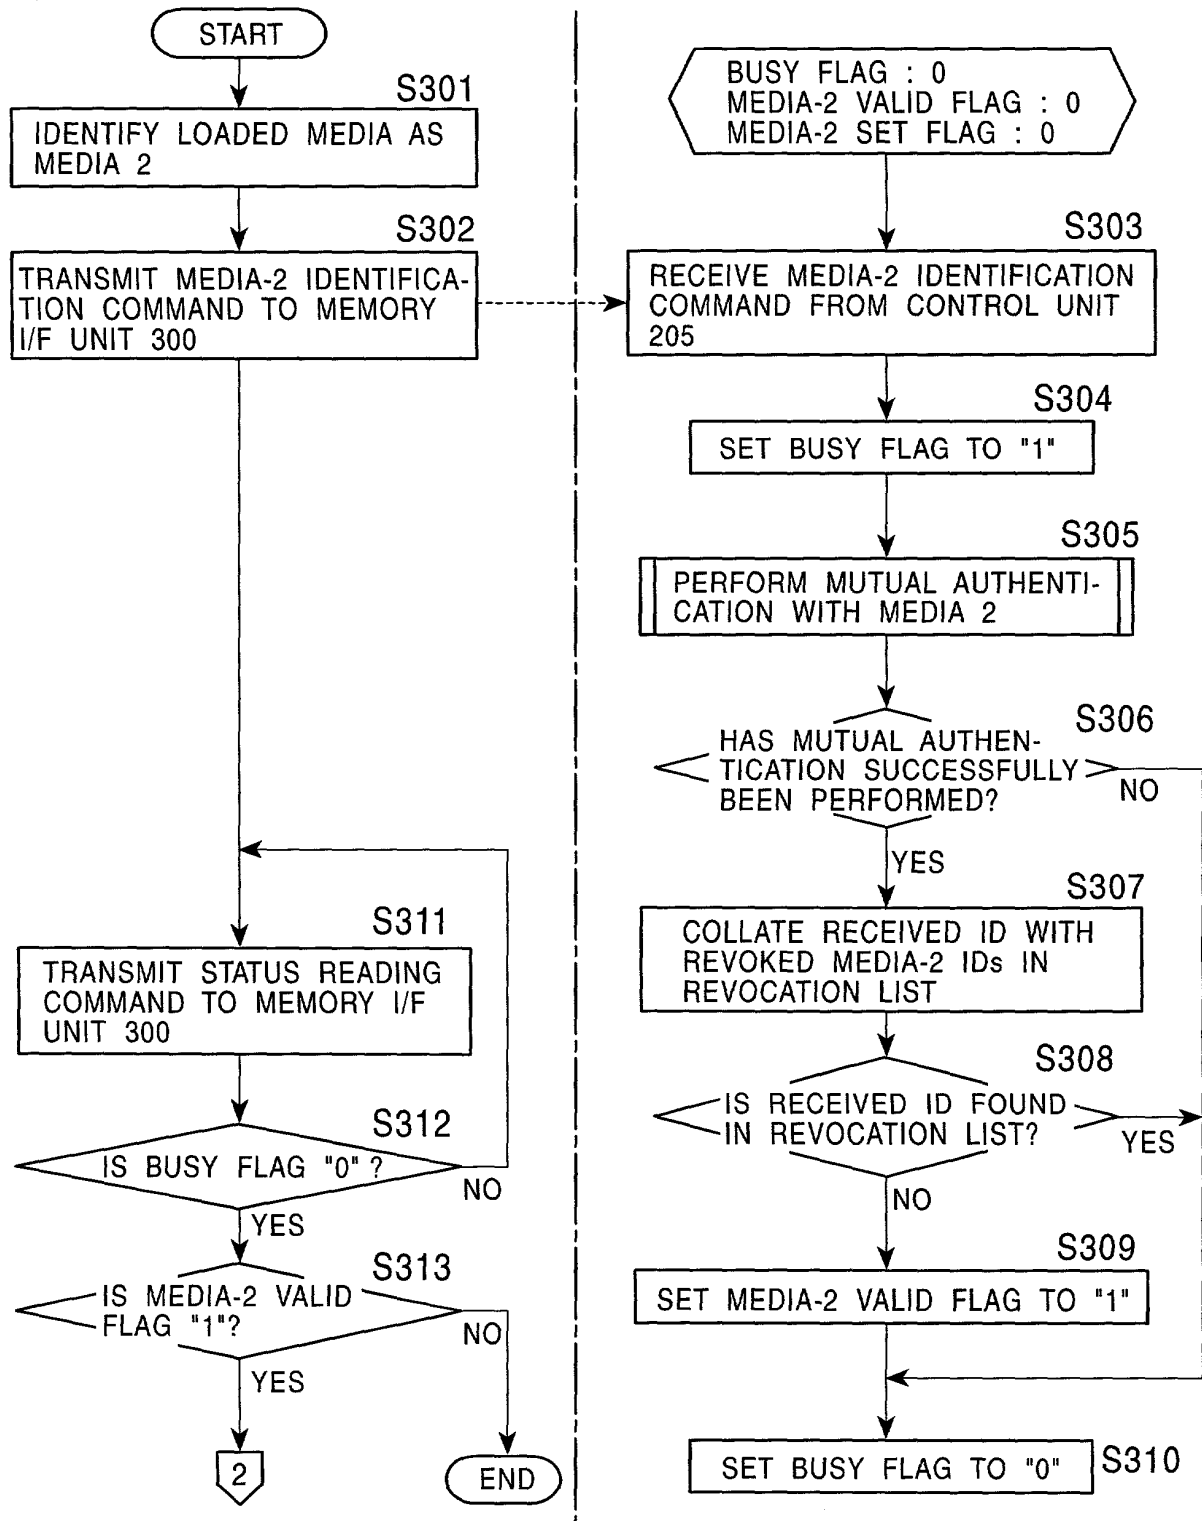 START
S301
IDENTIFY LOADED MEDIA AS
MEDIA 2
S302
TRANSMIT MEDIA-2 IDENTIFICA-
TION COMMAND TO MEMORY
I/F UNIT 300
S311
TRANSMIT STATUS READING
COMMAND TO MEMORY I/F
UNIT 300
S312
IS BUSY FLAG "0" ?
NO
YES
S313
IS MEDIA-2 VALID
FLAG "1"?
NO
YES
2
END
BUSY FLAG : 0
MEDIA-2 VALID FLAG : 0
MEDIA-2 SET FLAG : 0
S303
RECEIVE MEDIA-2 IDENTIFICATION
COMMAND FROM CONTROL UNIT
205
S304
SET BUSY FLAG TO "1"
S305
PERFORM MUTUAL AUTHENTI-
CATION WITH MEDIA 2
S306
HAS MUTUAL AUTHEN-
TICATION SUCCESSFULLY
BEEN PERFORMED?
NO
YES
S307
COLLATE RECEIVED ID WITH
REVOKED MEDIA-2 IDs IN
REVOCATION LIST
S308
IS RECEIVED ID FOUND
IN REVOCATION LIST?
YES
NO
S309
SET MEDIA-2 VALID FLAG TO "1"
SET BUSY FLAG TO "0"
S310